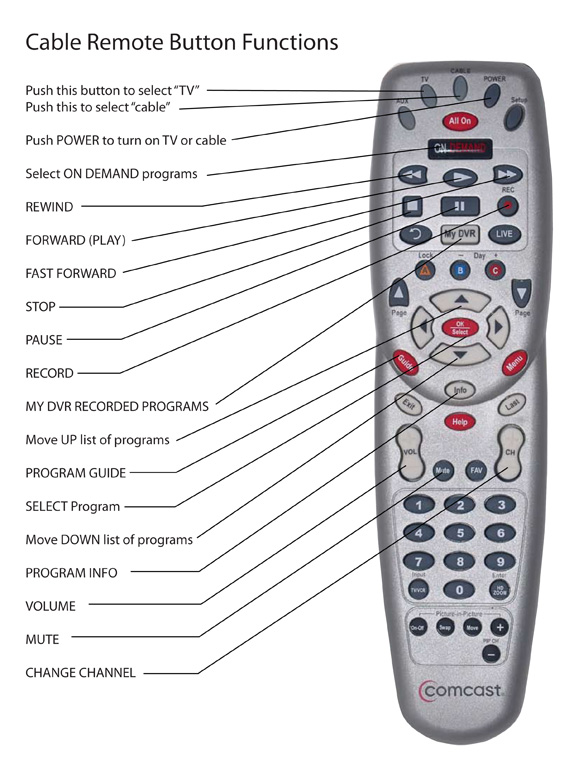 Cable Remote Button Functions
Push this button to select "TV"
Push this to select "cable"
Push POWER to turn on TV or cable
Select ON DEMAND programs
REWIND
FORWARD (PLAY)
FAST FORWARD
STOP
PAUSE
RECORD
MY DVR RECORDED PROGRAMS
Move UP list of programs
PROGRAM GUIDE
SELECT Program
Move DOWN list of programs
PROGRAM INFO
VOLUME
MUTE
CHANGE CHANNEL
CABLE
TV POWER
AUX Setup
All On
ON DEMAND
REC
My DVR LIVE
Lock - Day +
A B C
Page Page
OK
Select
Guide Menu
Info
Exit Last
Help
VOL CH
Mute FAV
1 2 3
4 5 6
7 8 9
Input Enter
TV/VCR 0 HD ZOOM
Picture-in-Picture
On-Off Swap Move +
PIP CH
−
comcast